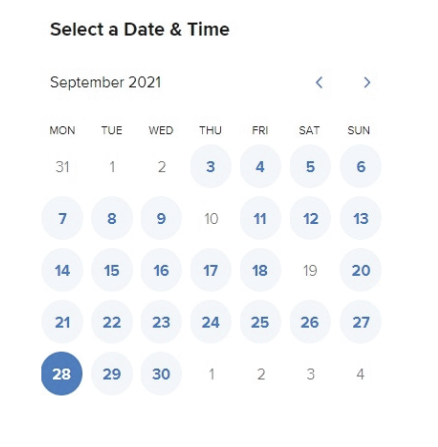 Select a Date & Time
September 2021
MON TUE WED THU FRI SAT SUN
31 1 2 3 4 5 6
7 8 9 10 11 12 13
14 15 16 17 18 19 20
21 22 23 24 25 26 27
28 29 30 1 2 3 4